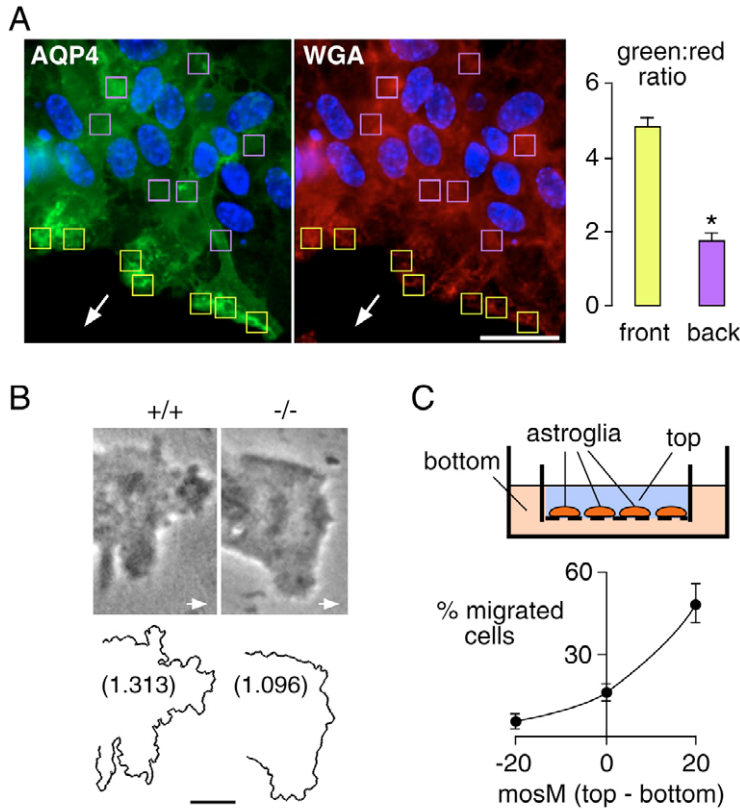 A
AQP4
WGA
green:red
ratio
6
4
2
0
*
front
back
B
+/+
-/-
(1.313)
(1.096)
C
astroglia
top
bottom
60
% migrated
cells
30
-20
0
20
mosM (top - bottom)